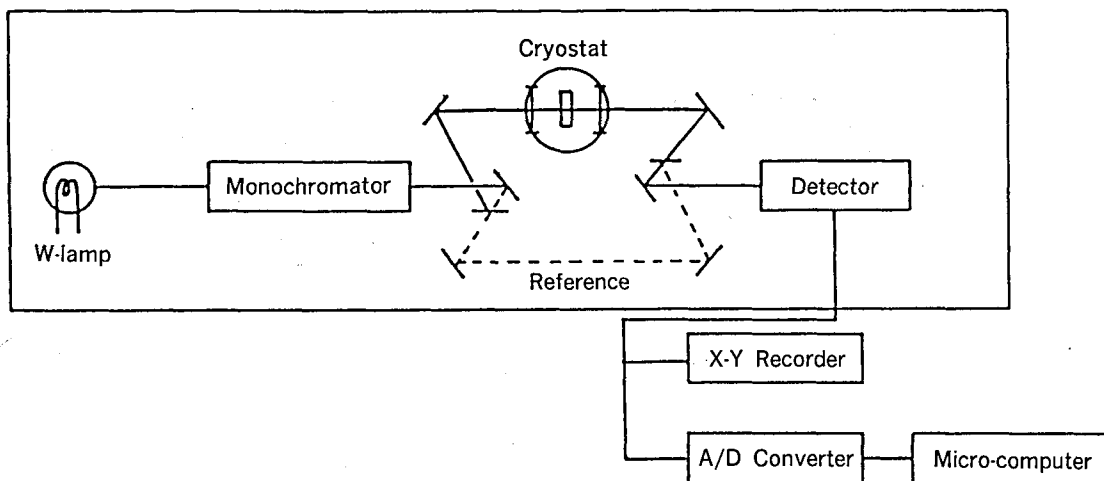 Cryostat
Monochromator
Detector
W-lamp
Reference
X-Y Recorder
A/D Converter
Micro-computer